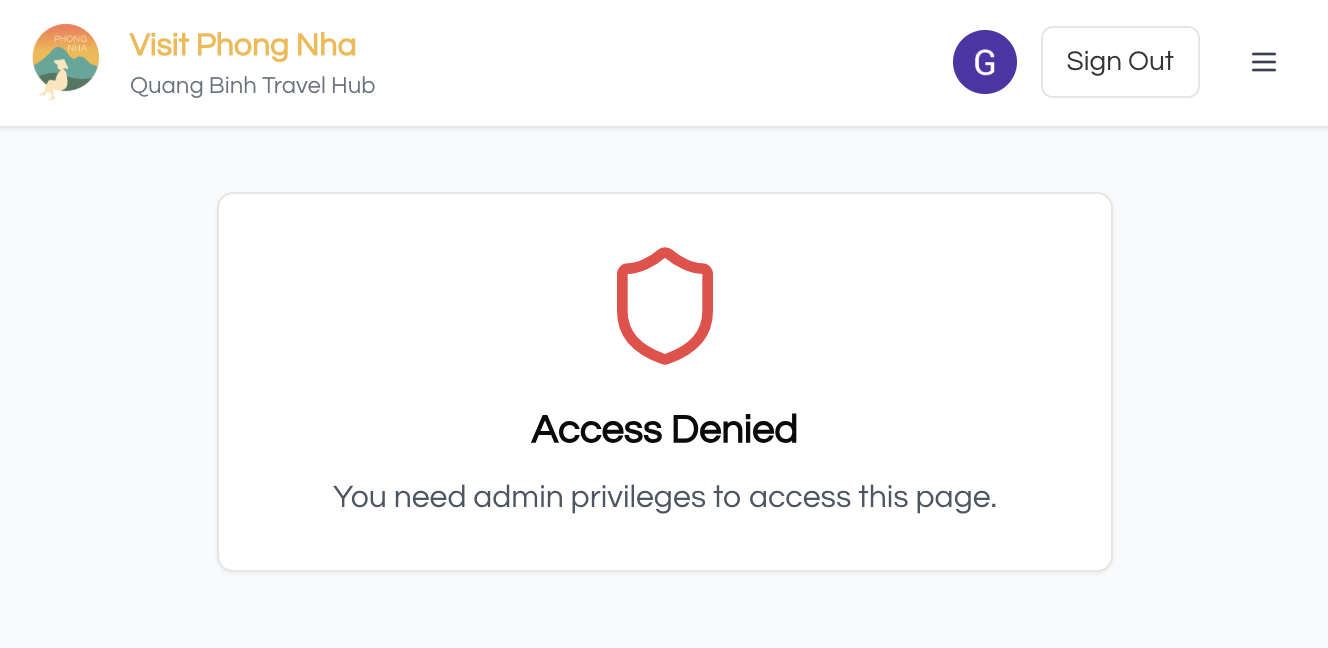 PHONG
NHA
Visit Phong Nha
Quang Binh Travel Hub
G
Sign Out
Access Denied
You need admin privileges to access this page.